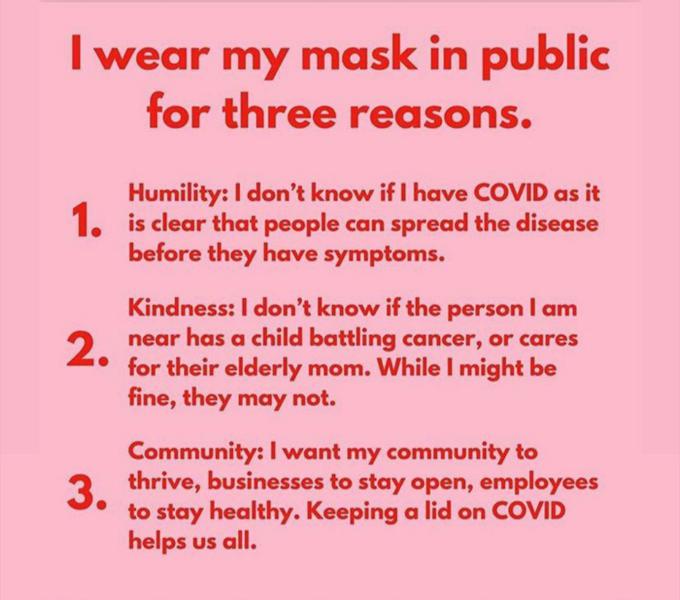 I wear my mask in public
for three reasons.
1.
Humility: I don't know if I have COVID as it
is clear that people can spread the disease
before they have symptoms.
2.
Kindness: I don't know if the person I am
near has a child battling cancer, or cares
for their elderly mom. While I might be
fine, they may not.
3.
Community: I want my community to
thrive, businesses to stay open, employees
to stay healthy. Keeping a lid on COVID
helps us all.